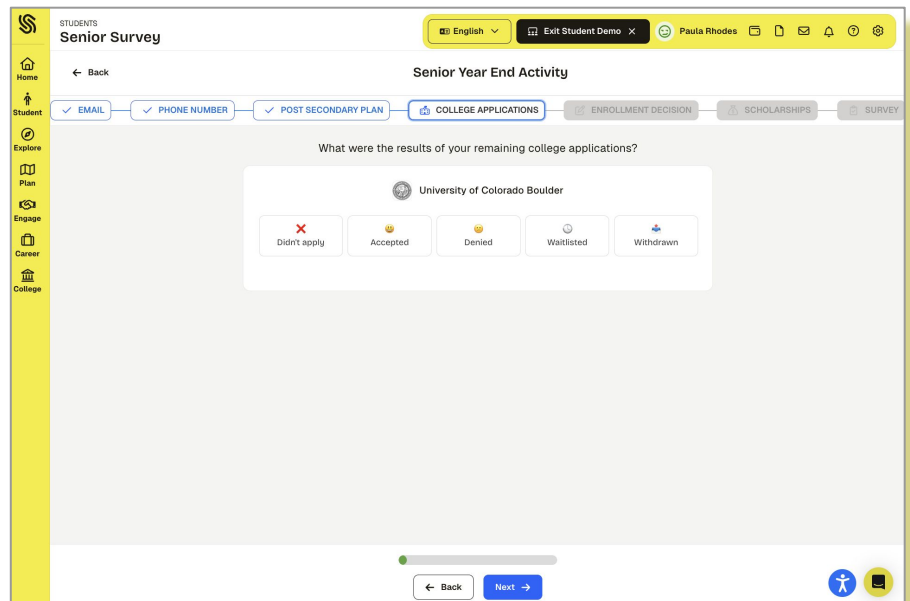 STUDENTS
Senior Survey
English
Exit Student Demo
Paula Rhodes
Home
Student
Explore
Plan
Engage
Career
College
← Back
Senior Year End Activity
EMAIL
PHONE NUMBER
POST SECONDARY PLAN
COLLEGE APPLICATIONS
ENROLLMENT DECISION
SCHOLARSHIPS
SURVEY
What were the results of your remaining college applications?
University of Colorado Boulder
Didn't apply
Accepted
Denied
Waitlisted
Withdrawn
← Back
Next →